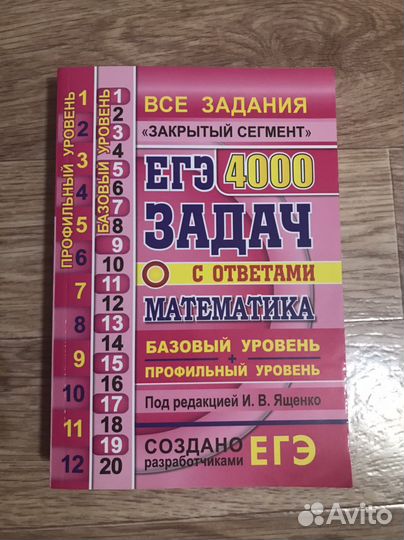 ПРОФИЛЬНЫЙ УРОВЕНЬ
1
2
3
4
5
6
7
8
9
10
11
12
БАЗОВЫЙ УРОВЕНЬ
1
2
3
4
5
6
7
8
9
10
11
12
13
14
15
16
17
18
19
20
ВСЕ ЗАДАНИЯ
«ЗАКРЫТЫЙ СЕГМЕНТ»
ЕГЭ 4000
ЗАДАЧ
С ОТВЕТАМИ
МАТЕМАТИКА
БАЗОВЫЙ УРОВЕНЬ
+
ПРОФИЛЬНЫЙ УРОВЕНЬ
Под редакцией И. В. Ященко
СОЗДАНО
разработчиками ЕГЭ
Avito